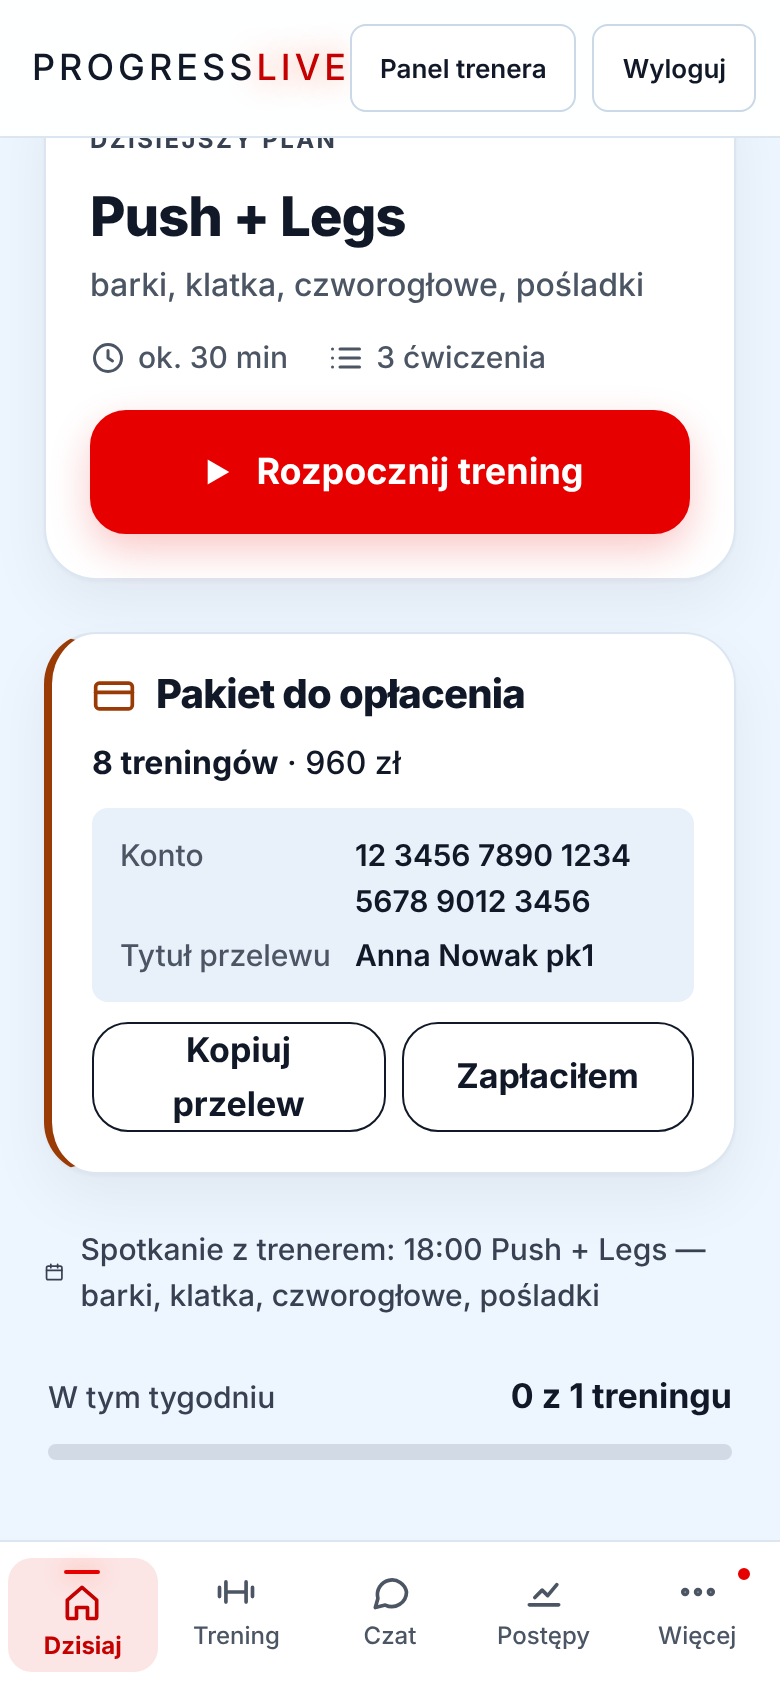 PROGRESSLIVE
Panel trenera
Wyloguj
DZISIEJSZY PLAN
Push + Legs
barki, klatka, czworogłowe, pośladki
ok. 30 min
3 ćwiczenia
Rozpocznij trening
Pakiet do opłacenia
8 treningów · 960 zł
Konto 12 3456 7890 1234
5678 9012 3456
Tytuł przelewu Anna Nowak pk1
Kopiuj
przelew
Zapłaciłem
Spotkanie z trenerem: 18:00 Push + Legs —
barki, klatka, czworogłowe, pośladki
W tym tygodniu 0 z 1 treningu
Dzisiaj
Trening
Czat
Postępy
Więcej